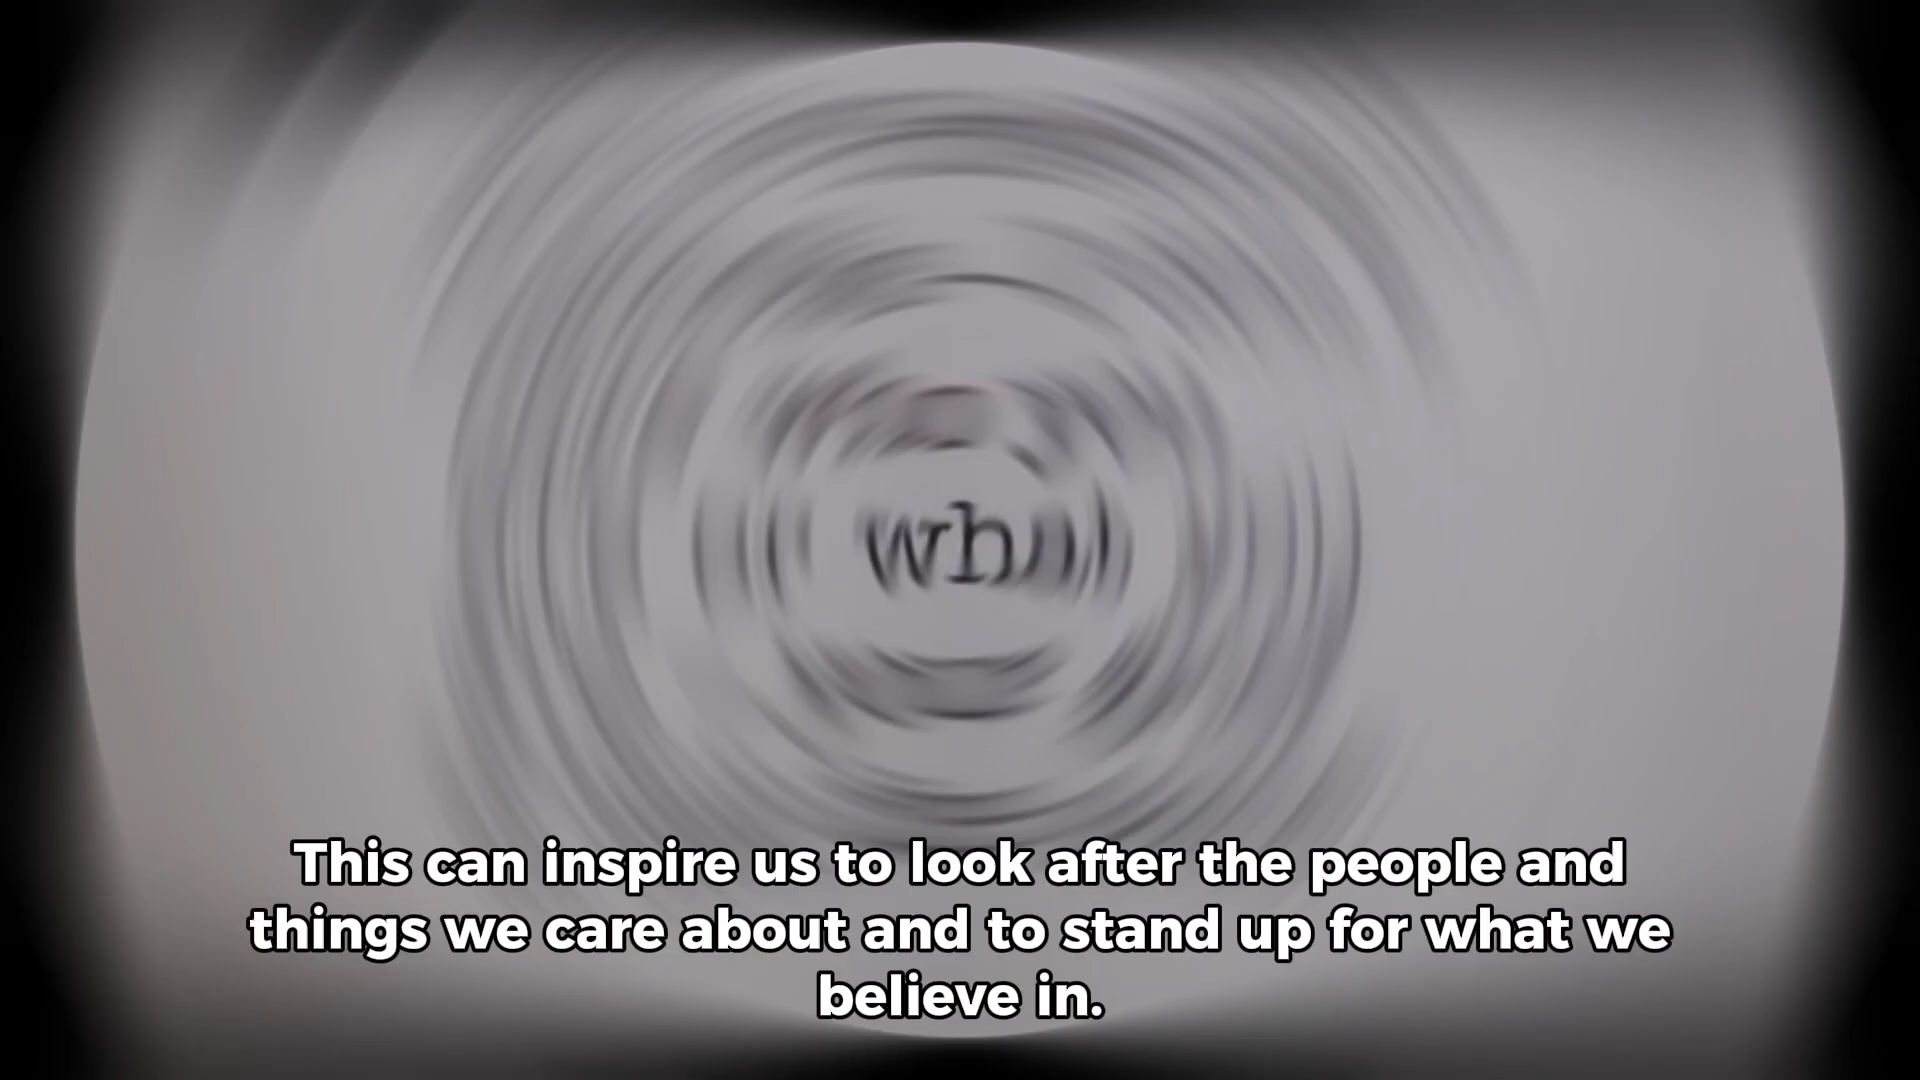 wh
This can inspire us to look after the people and
things we care about and to stand up for what we
believe in.